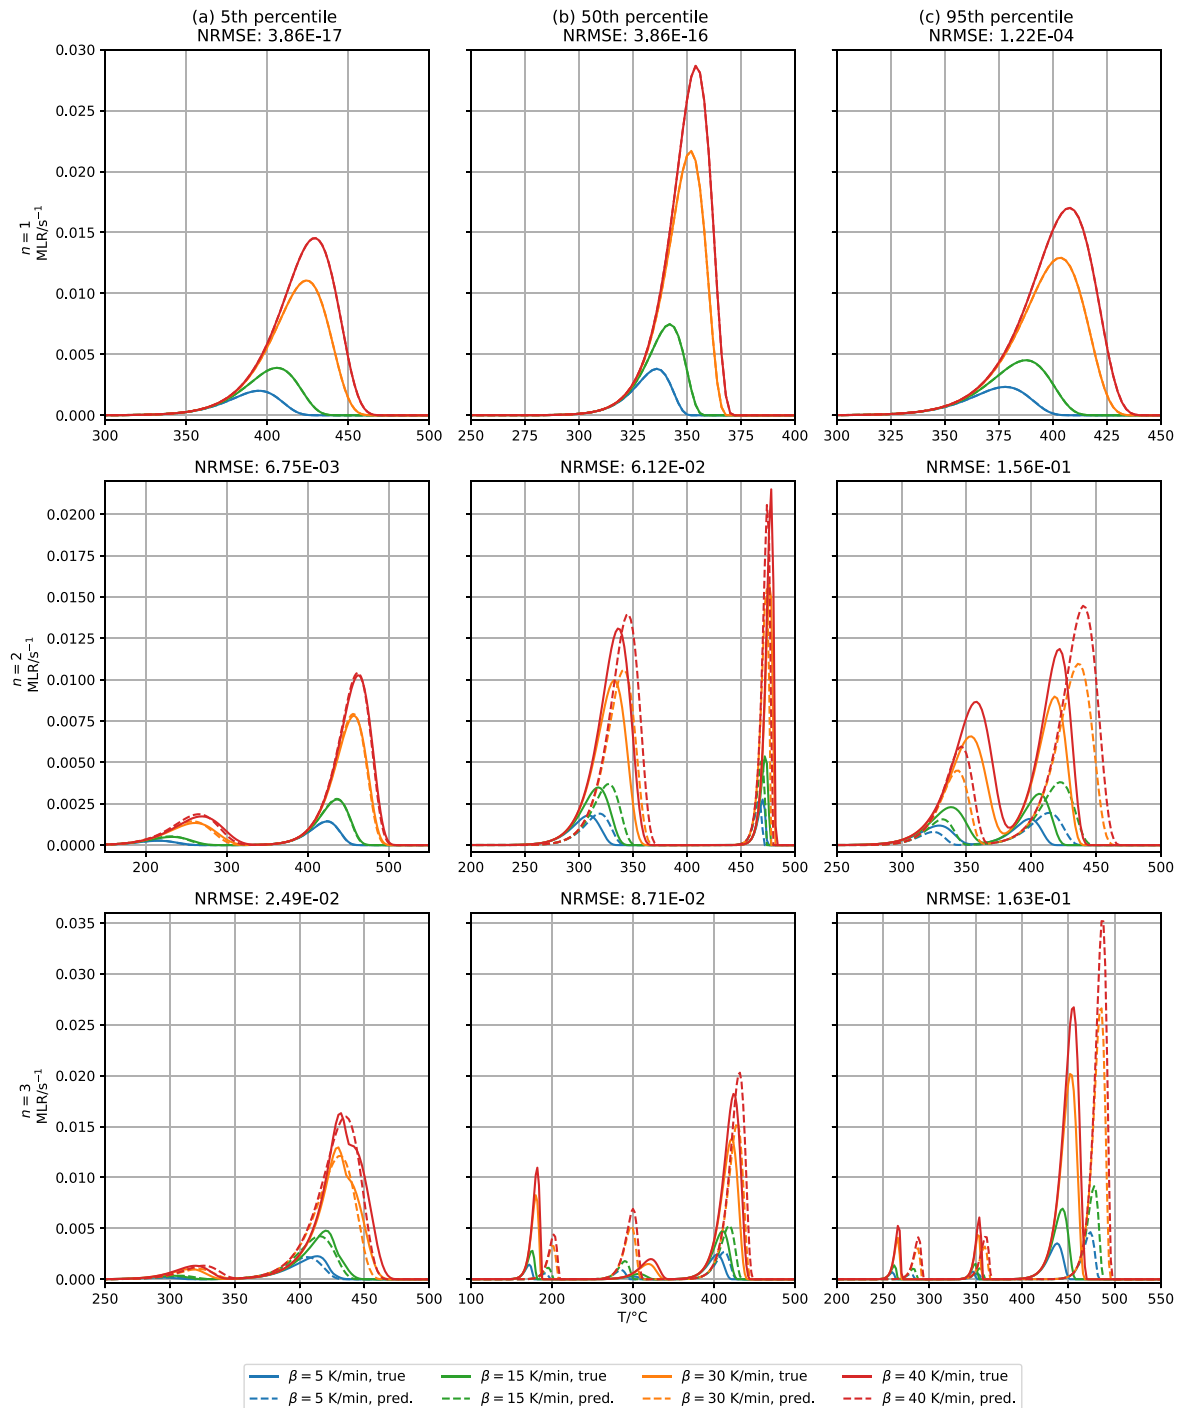 (a) 5th percentile
NRMSE: 3.86E-17
(b) 50th percentile
NRMSE: 3.86E-16
(c) 95th percentile
NRMSE: 1.22E-04
0.030
0.025
0.020
0.015
0.010
0.005
0.000
n = 1
MLR/s⁻¹
300 350 400 450 500
200 225 250 275 300 325 350 375 400
300 325 350 375 400 425 450
NRMSE: 6.75E-03
NRMSE: 6.12E-02
NRMSE: 1.56E-01
0.0200
0.0175
0.0150
0.0125
0.0100
0.0075
0.0050
0.0025
0.0000
n = 2
MLR/s⁻¹
200 300 400 500
200 250 300 350 400 450 500
250 300 350 400 450 500
NRMSE: 2.49E-02
NRMSE: 8.71E-02
NRMSE: 1.63E-01
0.035
0.030
0.025
0.020
0.015
0.010
0.005
0.000
n = 3
MLR/s⁻¹
250 300 350 400 450 500
100 200 300 400 500
200 250 300 350 400 450 500 550
T/°C
β = 5 K/min, true
β = 15 K/min, true
β = 30 K/min, true
β = 40 K/min, true
β = 5 K/min, pred.
β = 15 K/min, pred.
β = 30 K/min, pred.
β = 40 K/min, pred.